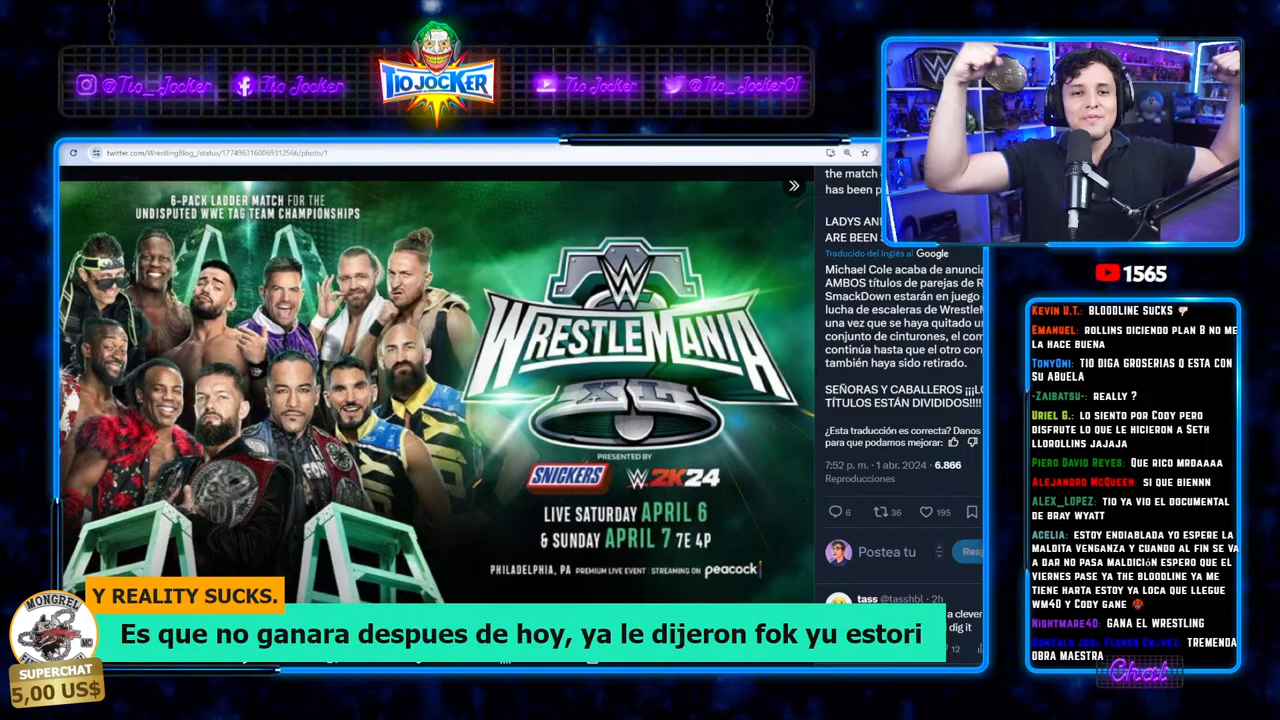 @Tio_Jocker
Tio Jocker
TIO JOCKER
Tio Jocker
@Tio_Jocker01
twitter.com/WrestlingBlog_/status/1774963160069312566/photo/1
6-PACK LADDER MATCH FOR THE
UNDISPUTED WWE TAG TEAM CHAMPIONSHIPS
WRESTLEMANIA
XL
PRESENTED BY
SNICKERS
W 2K24
LIVE SATURDAY APRIL 6
& SUNDAY APRIL 7 7E 4P
PHILADELPHIA, PA PREMIUM LIVE EVENT | STREAMING ON peacock
the match
has been p
LADYS AN
ARE BEEN
Traducido del inglés al Google
Michael Cole acaba de anuncia
AMBOS títulos de parejas de R
SmackDown estarán en juego
lucha de escaleras de WrestleM
una vez que se haya quitado u
conjunto de cinturones, el com
continúa hasta que el otro con
también haya sido retirado.
SEÑORAS Y CABALLEROS ¡¡¡LO
TÍTULOS ESTÁN DIVIDIDOS!!!!
¿Esta traducción es correcta? Danos
para que podamos mejorar:
7:52 p. m. · 1 abr. 2024 · 6.866
Reproducciones
6 36 195
Postea tu
Res
tass @tasshbl · 2h
a clever
dig it
12
1565
KEVIN U.T.: BLOODLINE SUCKS 👎🏻
EMANUEL: ROLLINS DICIENDO PLAN B NO ME
LA HACE BUENA
TONYONI: TIO DIGA GROSERIAS Q ESTA CON
SU ABUELA
-ZAIBATSU-: REALLY ?
URIEL G.: LO SIENTO POR CODY PERO
DISFRUTE LO QUE LE HICIERON A SETH
LLOROLLINS JAJAJA
PIERO DAVID REYES: QUE RICO MRDAAAA
ALEJANDRO MCQUEEN: SI QUE BIENNN
ALEX_LOPEZ: TIO YA VIO EL DOCUMENTAL
DE BRAY WYATT
ACELIA: ESTOY ENDIABLADA YO ESPERE LA
MALDITA VENGANZA Y CUANDO AL FIN SE VA
A DAR NO PASA MALDICIÓN ESPERO QUE EL
VIERNES PASE YA THE BLOODLINE YA ME
TIENE HARTA ESTOY YA LOCA QUE LLEGUE
WM40 Y CODY GANE
NIGHTMARE40: GANA EL WRESTLING
GONZALO JOSE FLORES CHAVEZ: TREMENDA
OBRA MAESTRA
Chat
Y REALITY SUCKS.
Es que no ganara despues de hoy, ya le dijeron fok yu estori
MONGREL
MC
SUPERCHAT
5,00 US$